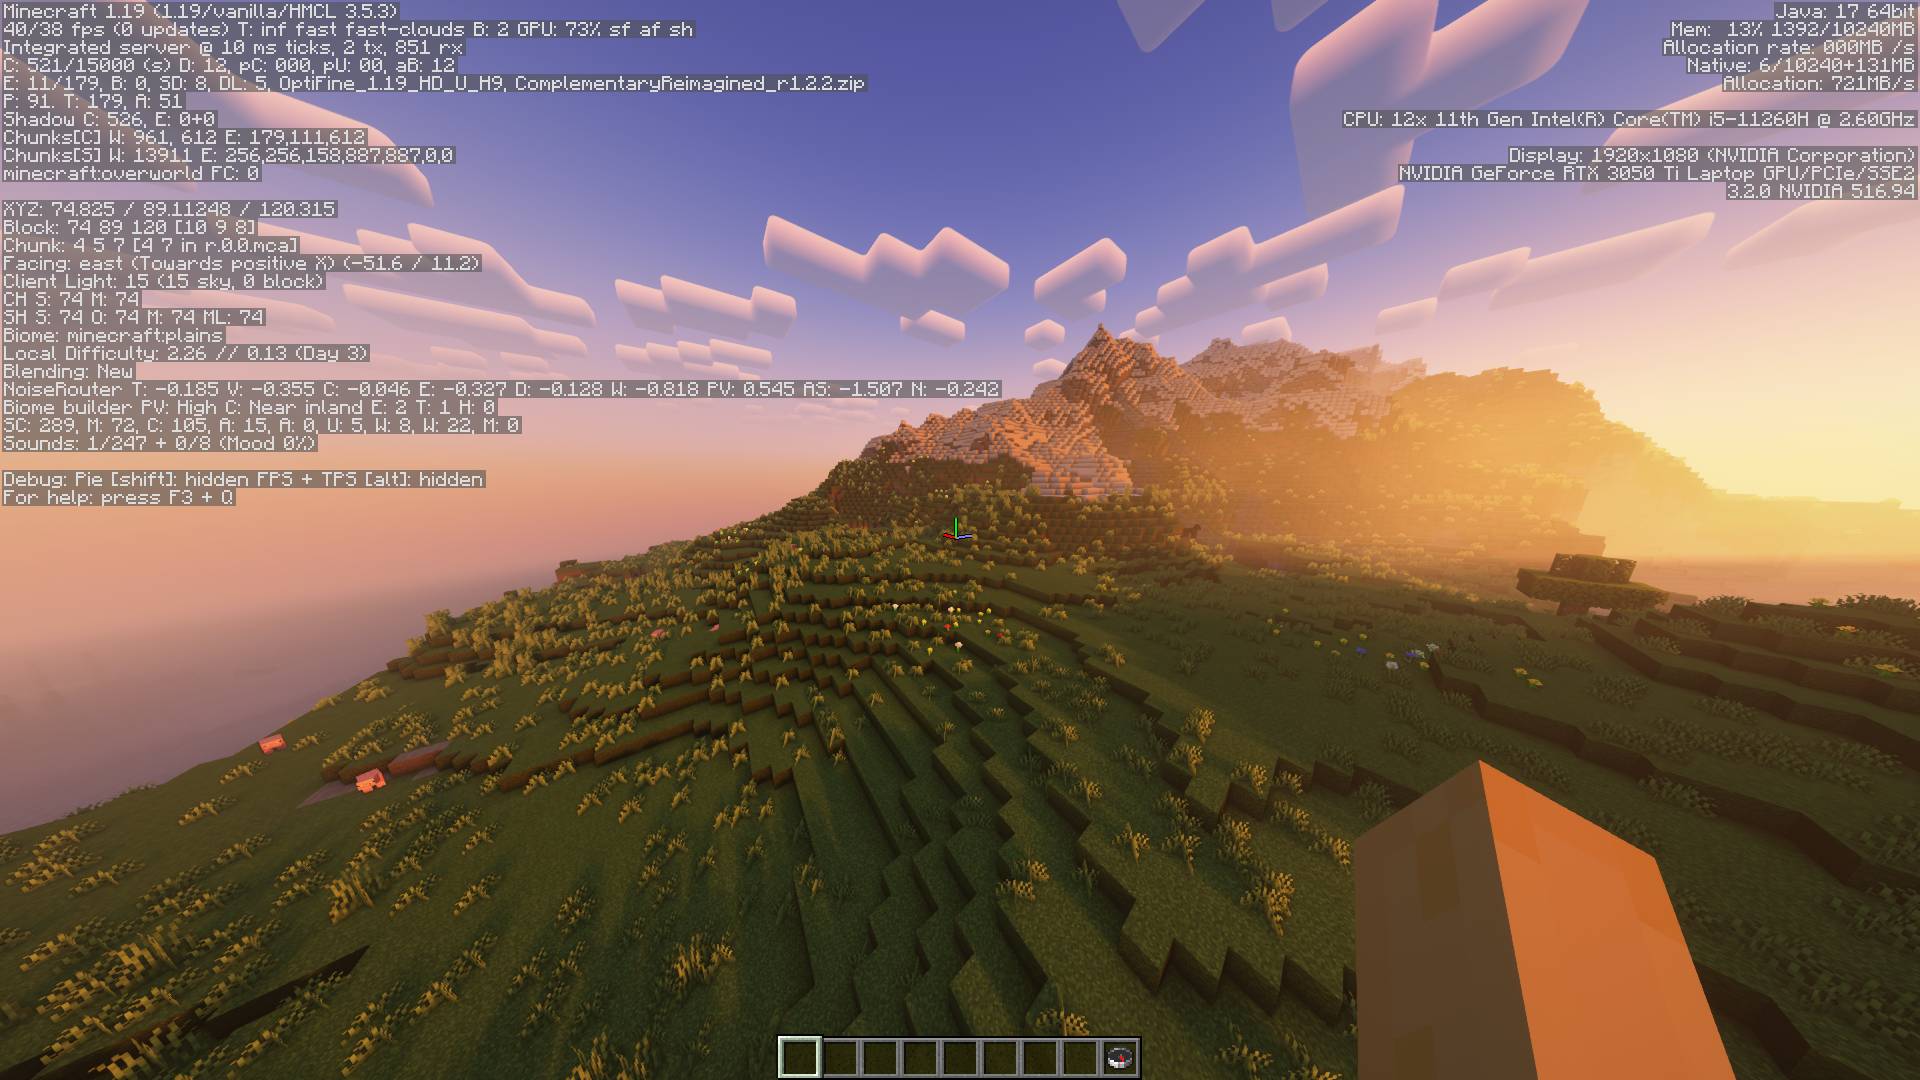 Minecraft 1.19 (1.19/vanilla/HMCL 3.5.3)
40/38 fps (0 updates) T: inf fast fast-clouds B: 2 GPU: 73% sf af sh
Integrated server @ 10 ms ticks, 2 tx, 851 rx
C: 521/15000 (s) D: 12, pC: 000, pU: 00, aB: 12
E: 11/179, B: 0, SD: 8, DL: 5, OptiFine_1.19_HD_U_H9, ComplementaryReimagined_r1.2.2.zip
P: 91. T: 179, A: 51
Shadow C: 526, E: 0+0
Chunks[C] W: 961, 612 E: 179,111,612
Chunks[S] W: 13911 E: 256,256,158,887,887,0,0
minecraft:overworld FC: 0
XYZ: 74.825 / 89.11248 / 120.315
Block: 74 89 120 [10 9 8]
Chunk: 4 5 7 [4 7 in r.0.0.mca]
Facing: east (Towards positive X) (-51.6 / 11.2)
Client Light: 15 (15 sky, 0 block)
CH S: 74 M: 74
SH S: 74 O: 74 M: 74 ML: 74
Biome: minecraft:plains
Local Difficulty: 2.26 // 0.13 (Day 3)
Blending: New
NoiseRouter T: -0.185 V: -0.355 C: -0.046 E: -0.327 D: -0.128 W: -0.818 PV: 0.545 AS: -1.507 N: -0.242
Biome builder PV: High C: Near inland E: 2 T: 1 H: 0
SC: 289, M: 72, C: 105, A: 15, A: 0, U: 5, W: 8, W: 22, M: 0
Sounds: 1/247 + 0/8 (Mood 0%)
Debug: Pie [shift]: hidden FPS + TPS [alt]: hidden
For help: press F3 + Q
Java: 17 64bit
Mem: 13% 1392/10240MB
Allocation rate: 000MB /s
Native: 6/10240+131MB
Allocation: 721MB/s
CPU: 12x 11th Gen Intel(R) Core(TM) i5-11260H @ 2.60GHz
Display: 1920x1080 (NVIDIA Corporation)
NVIDIA GeForce RTX 3050 Ti Laptop GPU/PCIe/SSE2
3.2.0 NVIDIA 516.94